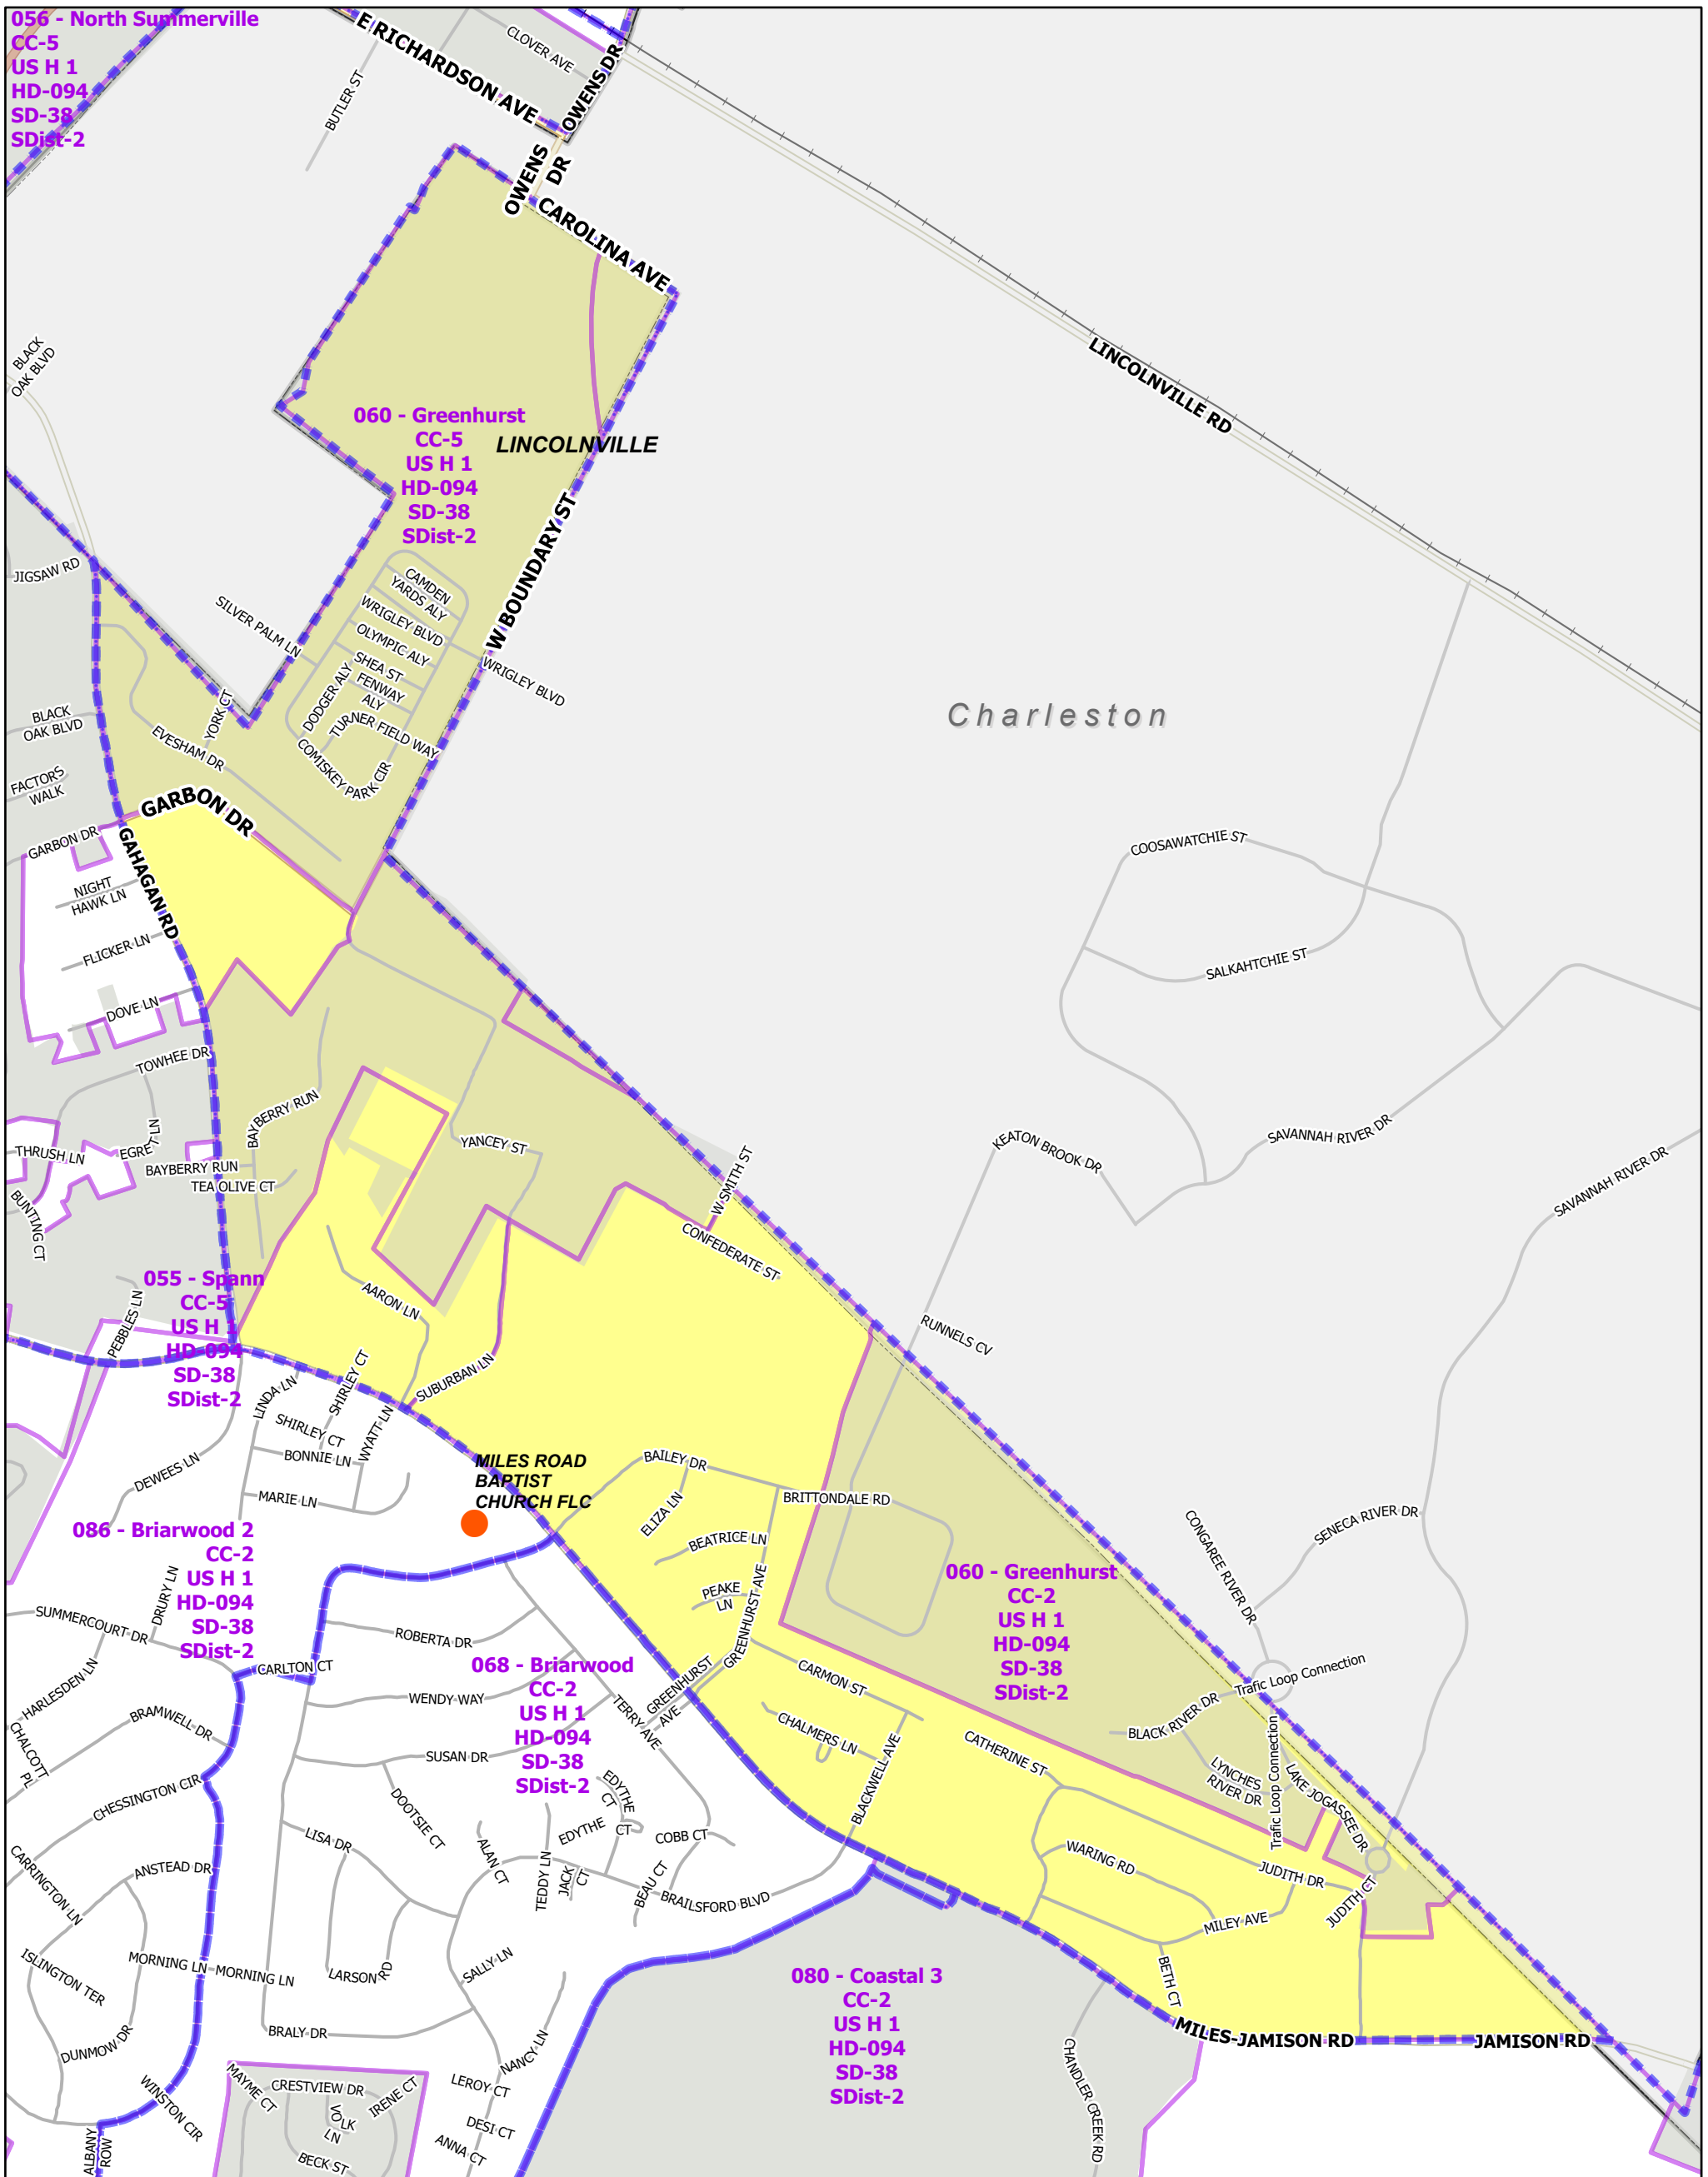 056 - North Summerville
CC-5
US H 1
HD-094
SD-38
SDist-2
E RICHARDSON AVE
CLOVER AVE
OWENS DR
BUTLER ST
OWENS
DR
CAROLINA AVE
BLACK
OAK BLVD
LINCOLNVILLE RD
060 - Greenhurst
CC-5
US H 1
HD-094
SD-38
SDist-2
LINCOLNVILLE
W BOUNDARY ST
JIGSAW RD
SILVER PALM LN
CAMDEN
YARDS ALY
WRIGLEY BLVD
OLYMPIC ALY
SHEA ST
FENWAY
ALY
DODGER ALY
TURNER FIELD WAY
COMISKEY PARK CIR
WRIGLEY BLVD
Charleston
BLACK
OAK BLVD
YORK CT
EVESHAM DR
FACTORS
WALK
GARBON DR
GARBON DR
GAHAGAN RD
NIGHT
HAWK LN
FLICKER LN
DOVE LN
TOWHEE DR
COOSAWATCHIE ST
SALKAHTCHIE ST
BAYBERRY RUN
EGRET LN
THRUSH LN
BAYBERRY RUN
TEA OLIVE CT
BUNTING CT
YANCEY ST
W SMITH ST
CONFEDERATE ST
KEATON BROOK DR
SAVANNAH RIVER DR
SAVANNAH RIVER DR
055 - Spann
CC-5
US H 1
HD-094
SD-38
SDist-2
PEBBLES LN
AARON LN
RUNNELS CV
SUBURBAN LN
LINDA LN
SHIRLEY CT
SHIRLEY CT
WYATT LN
BONNIE LN
DEWEES LN
MARIE LN
MILES ROAD
BAPTIST
CHURCH FLC
BAILEY DR
ELIZA LN
BRITTONDALE RD
BEATRICE LN
PEAKE
LN
GREENHURST AVE
CONGAREE RIVER DR
SENECA RIVER DR
086 - Briarwood 2
CC-2
US H 1
HD-094
SD-38
SDist-2
DRURY LN
SUMMERCOURT DR
HARLESDEN LN
CARLTON CT
ROBERTA DR
WENDY WAY
068 - Briarwood
CC-2
US H 1
HD-094
SD-38
SDist-2
GREENHURST
AVE
TERRY AVE
060 - Greenhurst
CC-2
US H 1
HD-094
SD-38
SDist-2
CARMON ST
CHALMERS LN
BLACKWELL AVE
CATHERINE ST
Trafic Loop Connection
BLACK RIVER DR
Trafic Loop Connection
LYNCHES
RIVER DR
LAKE JOGASSEE DR
BRAMWELL DR
CHALCOTT
PL
CHESSINGTON CIR
SUSAN DR
DOOTSIE CT
EDYTHE
CT
EDYTHE
CT
COBB CT
LISA DR
ALAN CT
TEDDY LN
JACK
CT
BEAU CT
BRAILSFORD BLVD
CARRINGTON LN
ANSTEAD DR
WARING RD
JUDITH DR
JUDITH CT
MILEY AVE
BETH CT
ISLINGTON TER
MORNING LN
MORNING LN
LARSON RD
SALLY LN
080 - Coastal 3
CC-2
US H 1
HD-094
SD-38
SDist-2
MILES-JAMISON RD
JAMISON RD
BRALY DR
DUNMOW DR
NANCY LN
CHANDLER CREEK RD
MAYME CT
CRESTVIEW DR
IRENE CT
VOLK
LN
LEROY CT
WINSTON CIR
DESI CT
ALBANY
ROW
BECK ST
ANNA CT